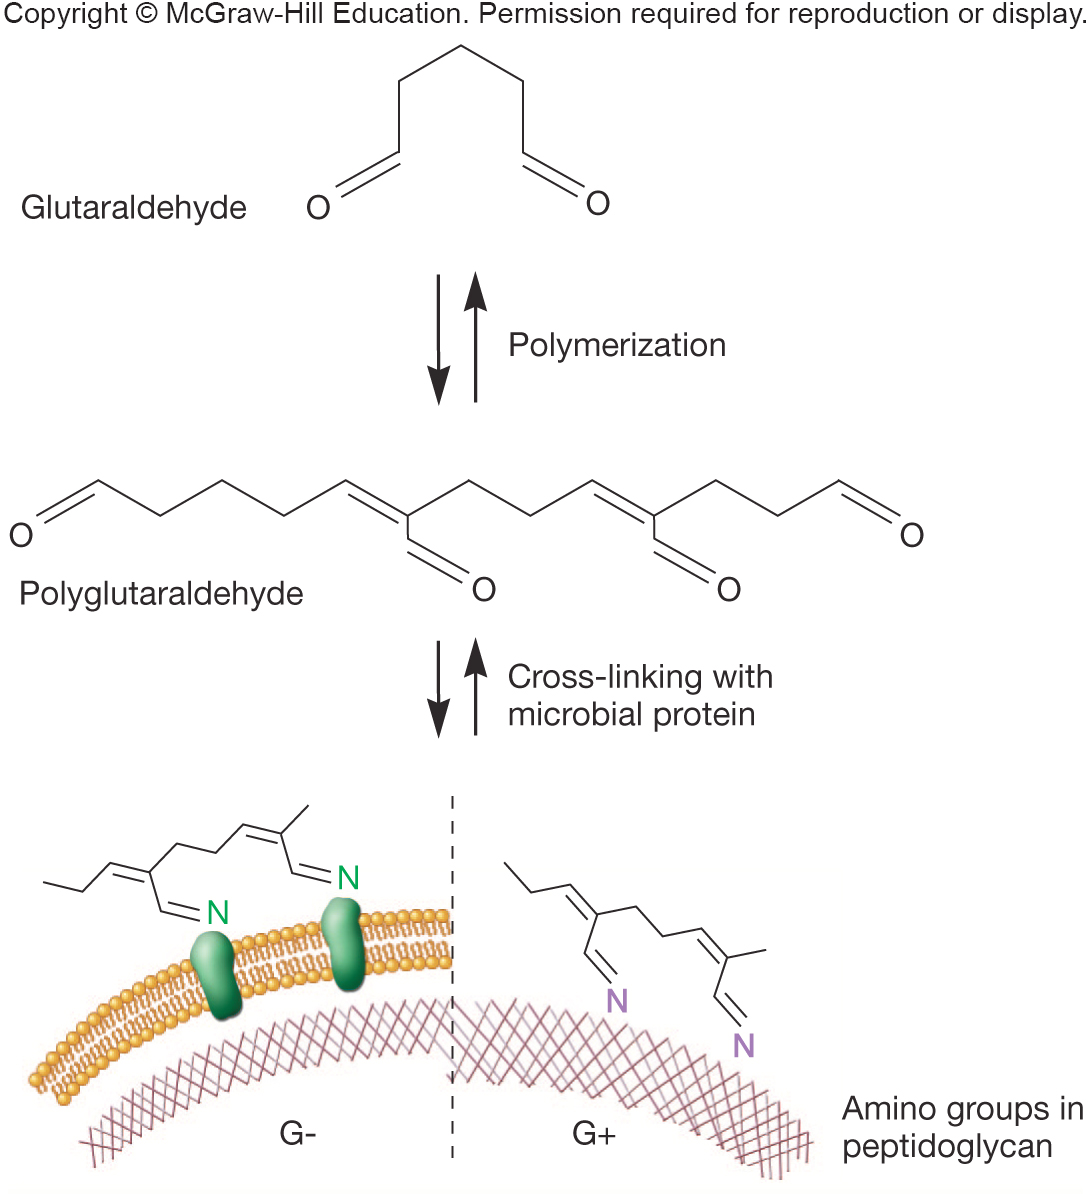 Copyright © McGraw-Hill Education. Permission required for reproduction or display.
O
O
Glutaraldehyde
Polymerization
O
O
O
O
Polyglutaraldehyde
Cross-linking with
microbial protein
N
N
N
N
G-
G+
Amino groups in
peptidoglycan